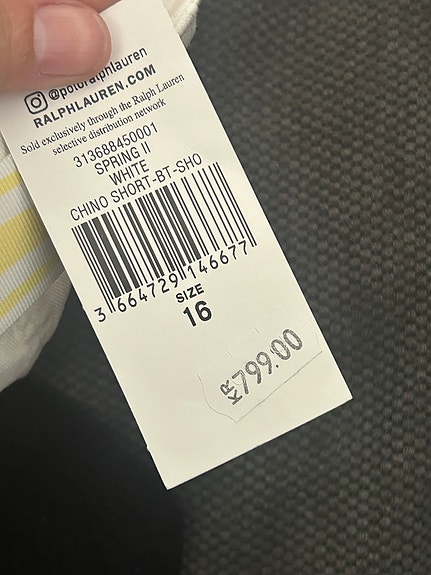 @poloralphlauren
RALPHLAUREN.COM
Sold exclusively through the Ralph Lauren
selective distribution network
313688450001
SPRING II
WHITE
CHINO SHORT-BT-SHO
3 664729 146677
SIZE
16
KR799.00